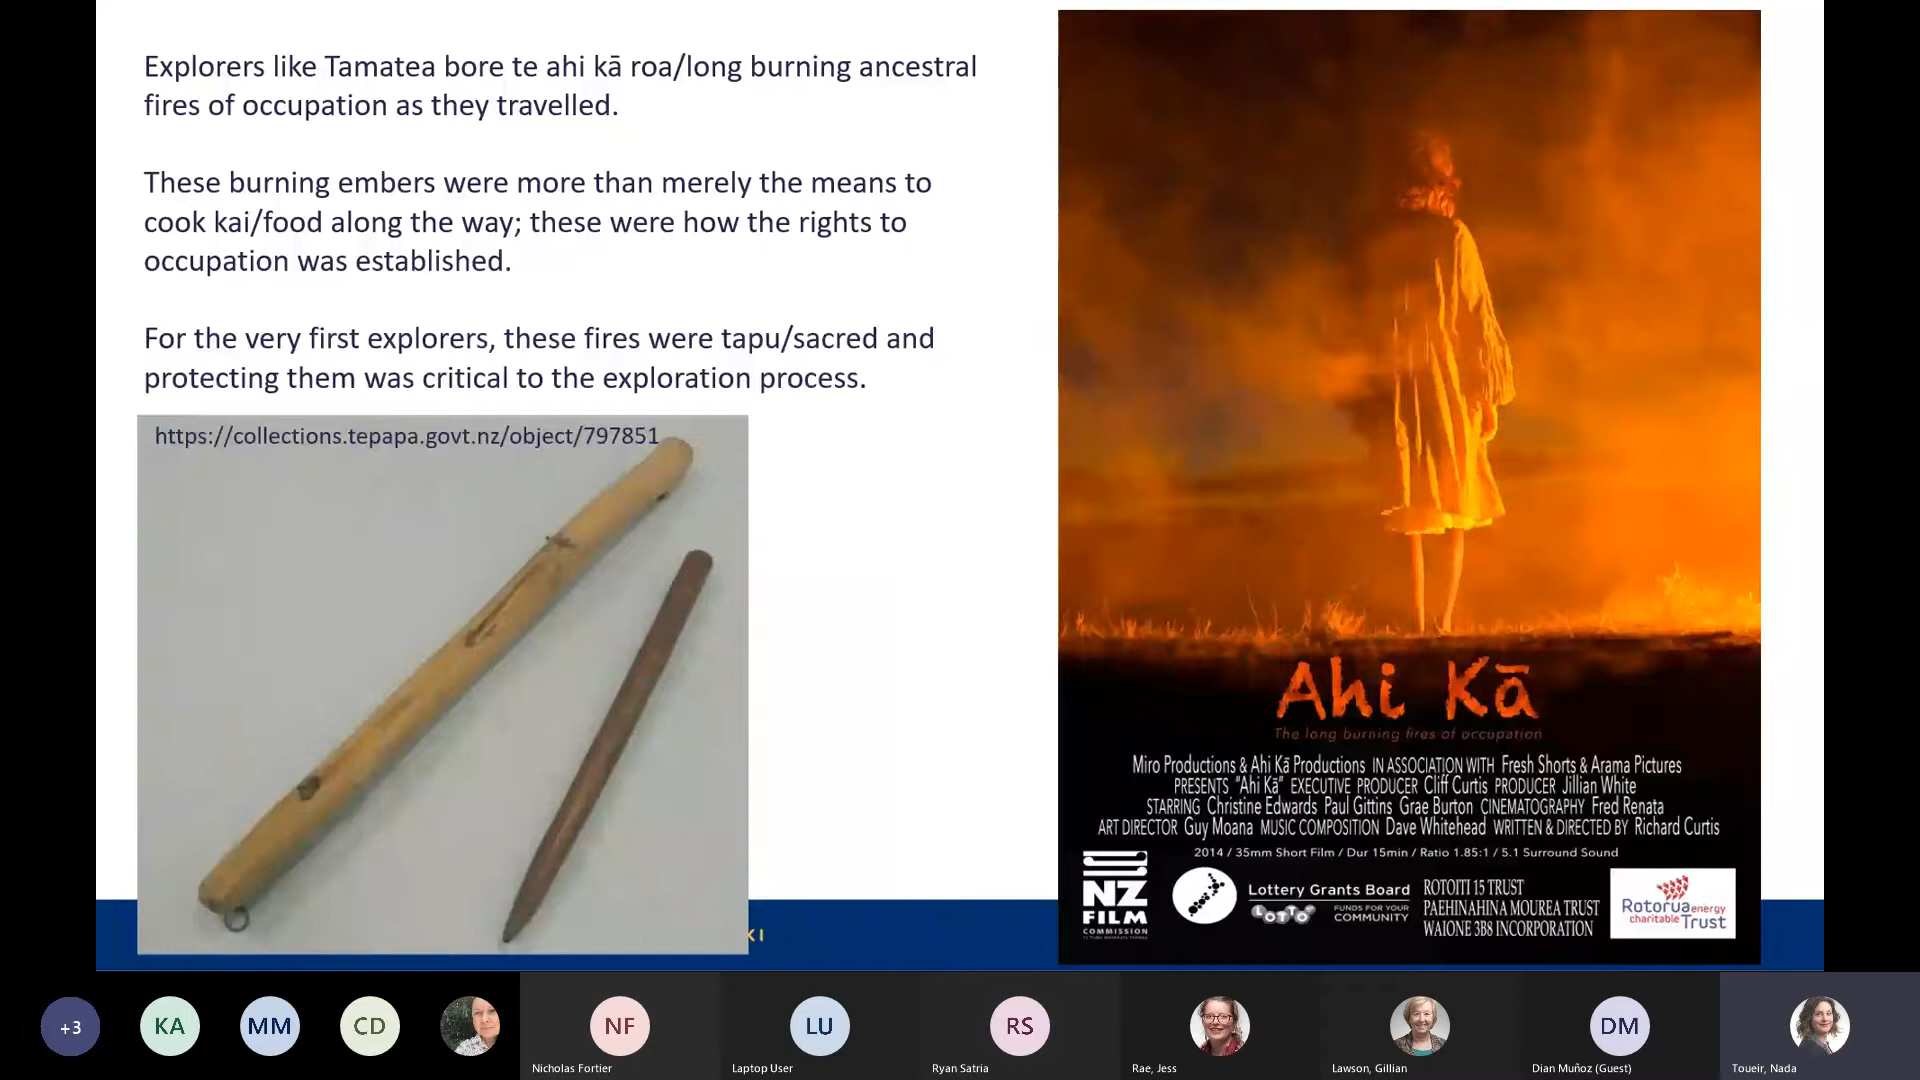 Explorers like Tamatea bore te ahi kā roa/long burning ancestral
fires of occupation as they travelled.
These burning embers were more than merely the means to
cook kai/food along the way; these were how the rights to
occupation was established.
For the very first explorers, these fires were tapu/sacred and
protecting them was critical to the exploration process.
https://collections.tepapa.govt.nz/object/797851
KI
Ahi Kā
The long burning fires of occupation
Miro Productions & Ahi Kā Productions IN ASSOCIATION WITH Fresh Shorts & Arama Pictures
PRESENTS "Ahi Kā" EXECUTIVE PRODUCER Cliff Curtis PRODUCER Jillian White
STARRING Christine Edwards Paul Gittins Grae Burton CINEMATOGRAPHY Fred Renata
ART DIRECTOR Guy Moana MUSIC COMPOSITION Dave Whitehead WRITTEN & DIRECTED BY Richard Curtis
2014 / 35mm Short Film / Dur 15min / Ratio 1.85:1 / 5.1 Surround Sound
NZ
FILM
COMMISSION
Lottery Grants Board
LOTTO
FUNDS FOR YOUR
COMMUNITY
ROTOITI 15 TRUST
PAEHINAHINA MOUREA TRUST
WAIONE 3B8 INCORPORATION
Rotorua energy
charitable Trust
+3
KA
MM
CD
NF
LU
RS
DM
Nicholas Fortier
Laptop User
Ryan Satria
Rae, Jess
Lawson, Gillian
Dian Muñoz (Guest)
Toueir, Nada